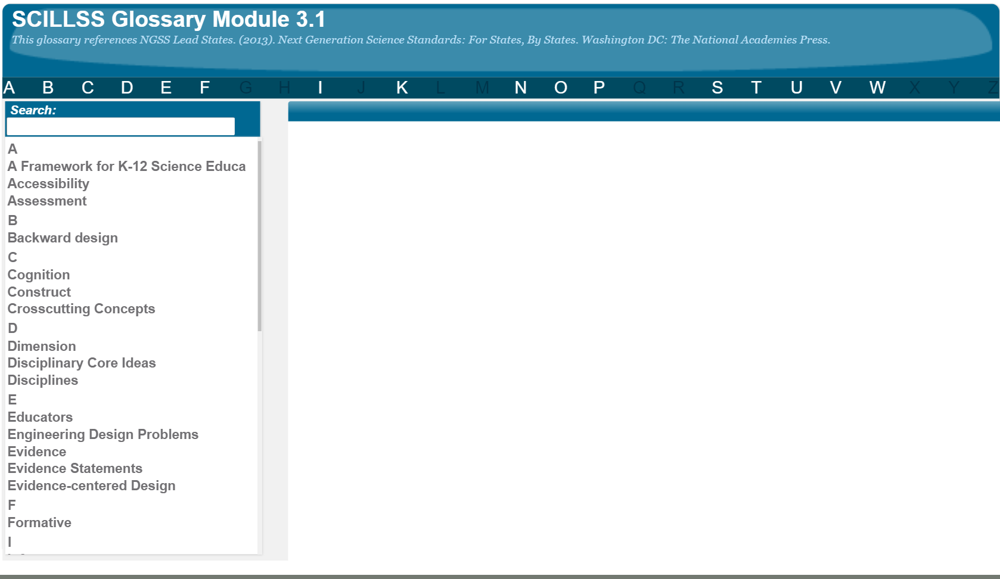 SCILLSS Glossary Module 3.1
This glossary references NGSS Lead States. (2013). Next Generation Science Standards: For States, By States. Washington DC: The National Academies Press.
A B C D E F G H I J K L M N O P Q R S T U V W X Y Z
Search:
A
A Framework for K-12 Science Educa
Accessibility
Assessment
B
Backward design
C
Cognition
Construct
Crosscutting Concepts
D
Dimension
Disciplinary Core Ideas
Disciplines
E
Educators
Engineering Design Problems
Evidence
Evidence Statements
Evidence-centered Design
F
Formative
I